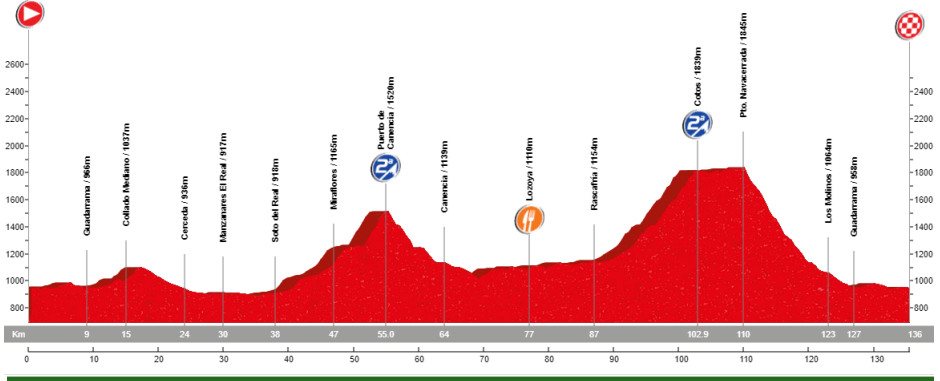 Guadarrama / 966m
Collado Mediano / 1037m
Cerceda / 936m
Manzanares El Real / 917m
Soto del Real / 918m
Miraflores / 1165m
Puerto de
Canencia / 1520m
2ª
Canencia / 1139m
Lozoya / 1110m
Rascafría / 1154m
Cotos / 1839m
2ª
Pto. Navacerrada / 1845m
Los Molinos / 1064m
Guadarrama / 958m
2600
2400 2400
2200 2200
2000 2000
1800 1800
1600 1600
1400 1400
1200 1200
1000 1000
800 800
Km 9 15 24 30 38 47 55.0 64 77 87 102.9 110 123 127 136
0 10 20 30 40 50 60 70 80 90 100 110 120 130